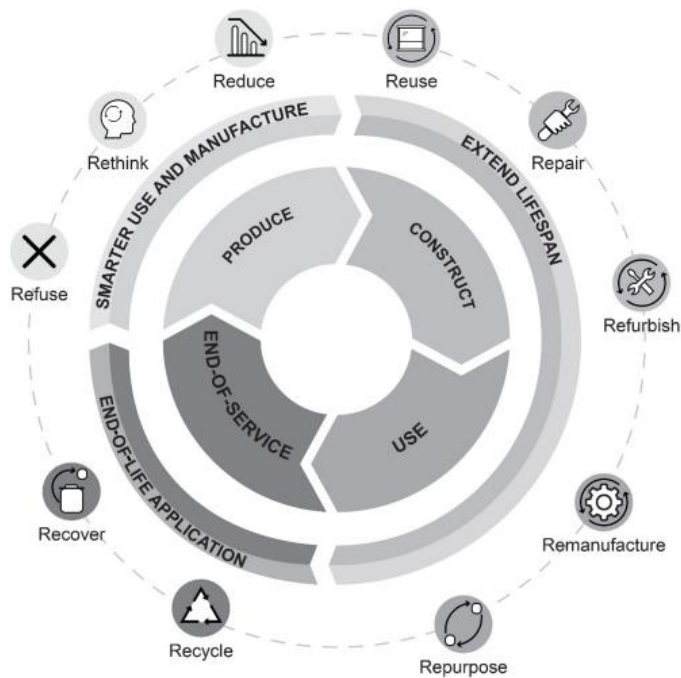 Reduce
Reuse
Rethink
Repair
Refuse
Refurbish
Recover
Remanufacture
Recycle
Repurpose
SMARTER USE AND MANUFACTURE
EXTEND LIFESPAN
END-OF-LIFE APPLICATION
PRODUCE
CONSTRUCT
USE
END-OF-SERVICE